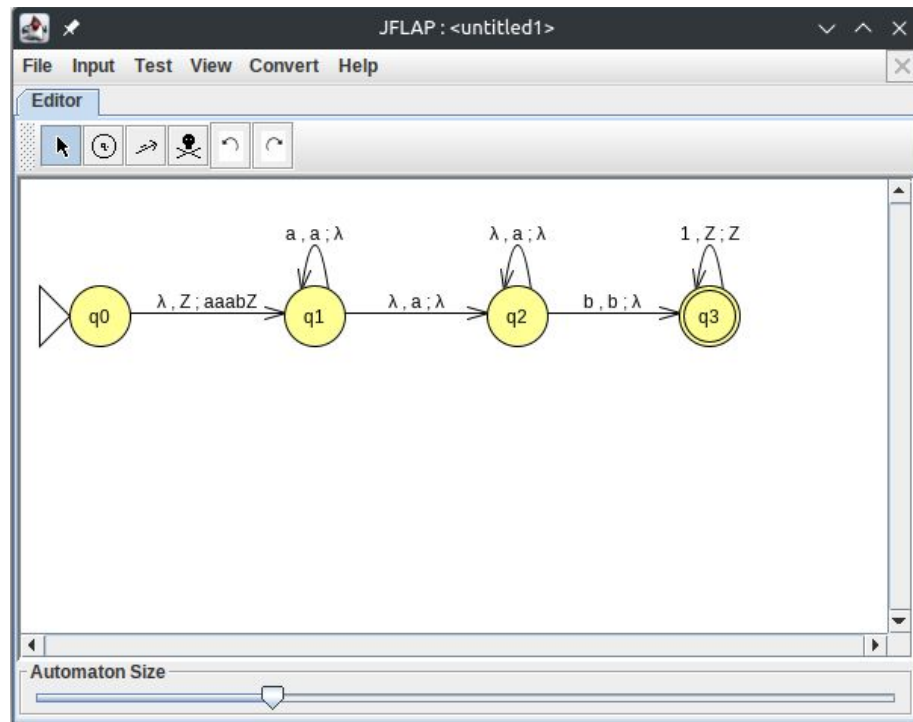 JFLAP : <untitled1>
File Input Test View Convert Help
Editor
a , a ; λ
λ , a ; λ
1 , Z ; Z
q0
λ , Z ; aaabZ
q1
λ , a ; λ
q2
b , b ; λ
q3
Automaton Size